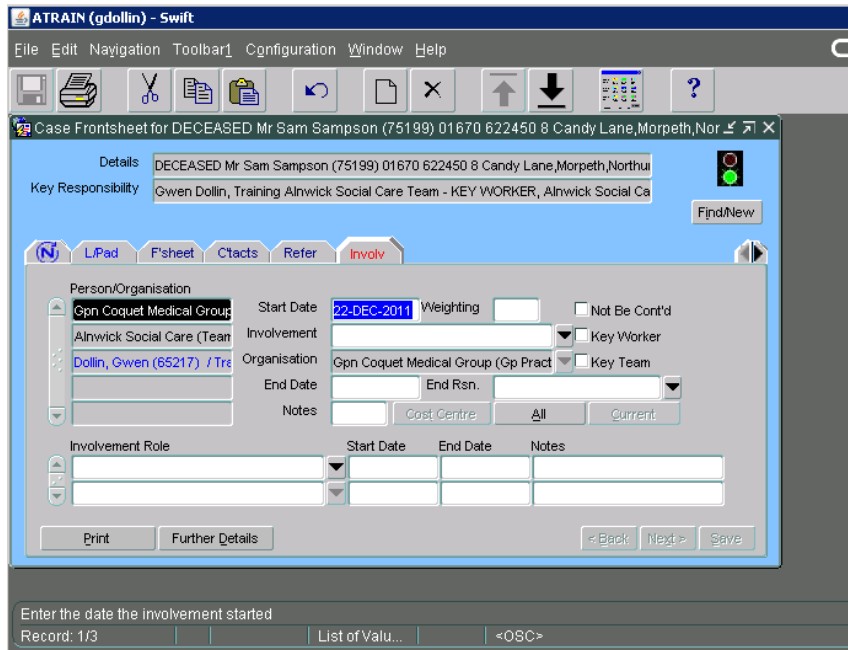 ATRAIN (gdollin) - Swift
File Edit Navigation Toolbar1 Configuration Window Help
?
Case Frontsheet for DECEASED Mr Sam Sampson (75199) 01670 622450 8 Candy Lane,Morpeth,Nor
Details DECEASED Mr Sam Sampson (75199) 01670 622450 8 Candy Lane,Morpeth,Northu
Key Responsibility Gwen Dollin, Training Alnwick Social Care Team - KEY WORKER, Alnwick Social Ca
Find/New
N L/Pad F'sheet C'tacts Refer Involv
Person/Organisation
Gpn Coquet Medical Group Start Date 22-DEC-2011 Weighting Not Be Cont'd
Alnwick Social Care (Team Involvement Key Worker
Dollin, Gwen (65217) / Tra Organisation Gpn Coquet Medical Group (Gp Pract Key Team
End Date End Rsn.
Notes Cost Centre All Current
Involvement Role Start Date End Date Notes
Print Further Details < Back Next > Save
Enter the date the involvement started
Record: 1/3 List of Valu... <OSC>